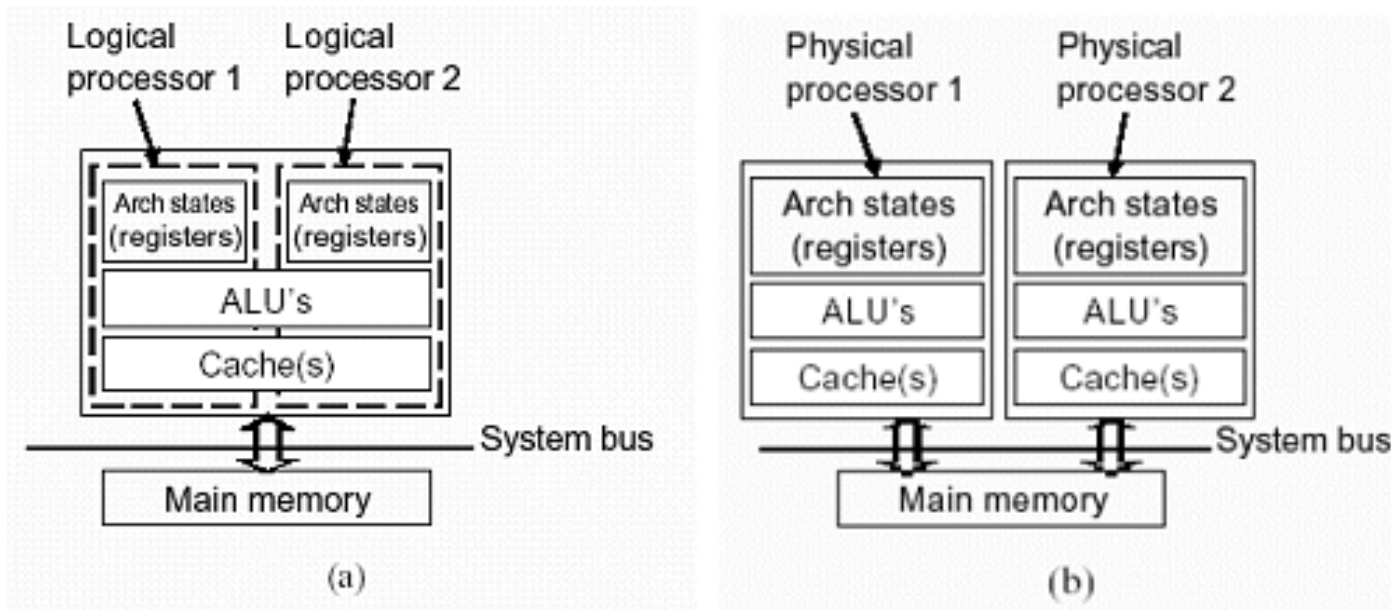 Logical
processor 1
Logical
processor 2
Arch states
(registers)
Arch states
(registers)
ALU's
Cache(s)
System bus
Main memory
(a)
Physical
processor 1
Physical
processor 2
Arch states
(registers)
Arch states
(registers)
ALU's
ALU's
Cache(s)
Cache(s)
System bus
Main memory
(b)